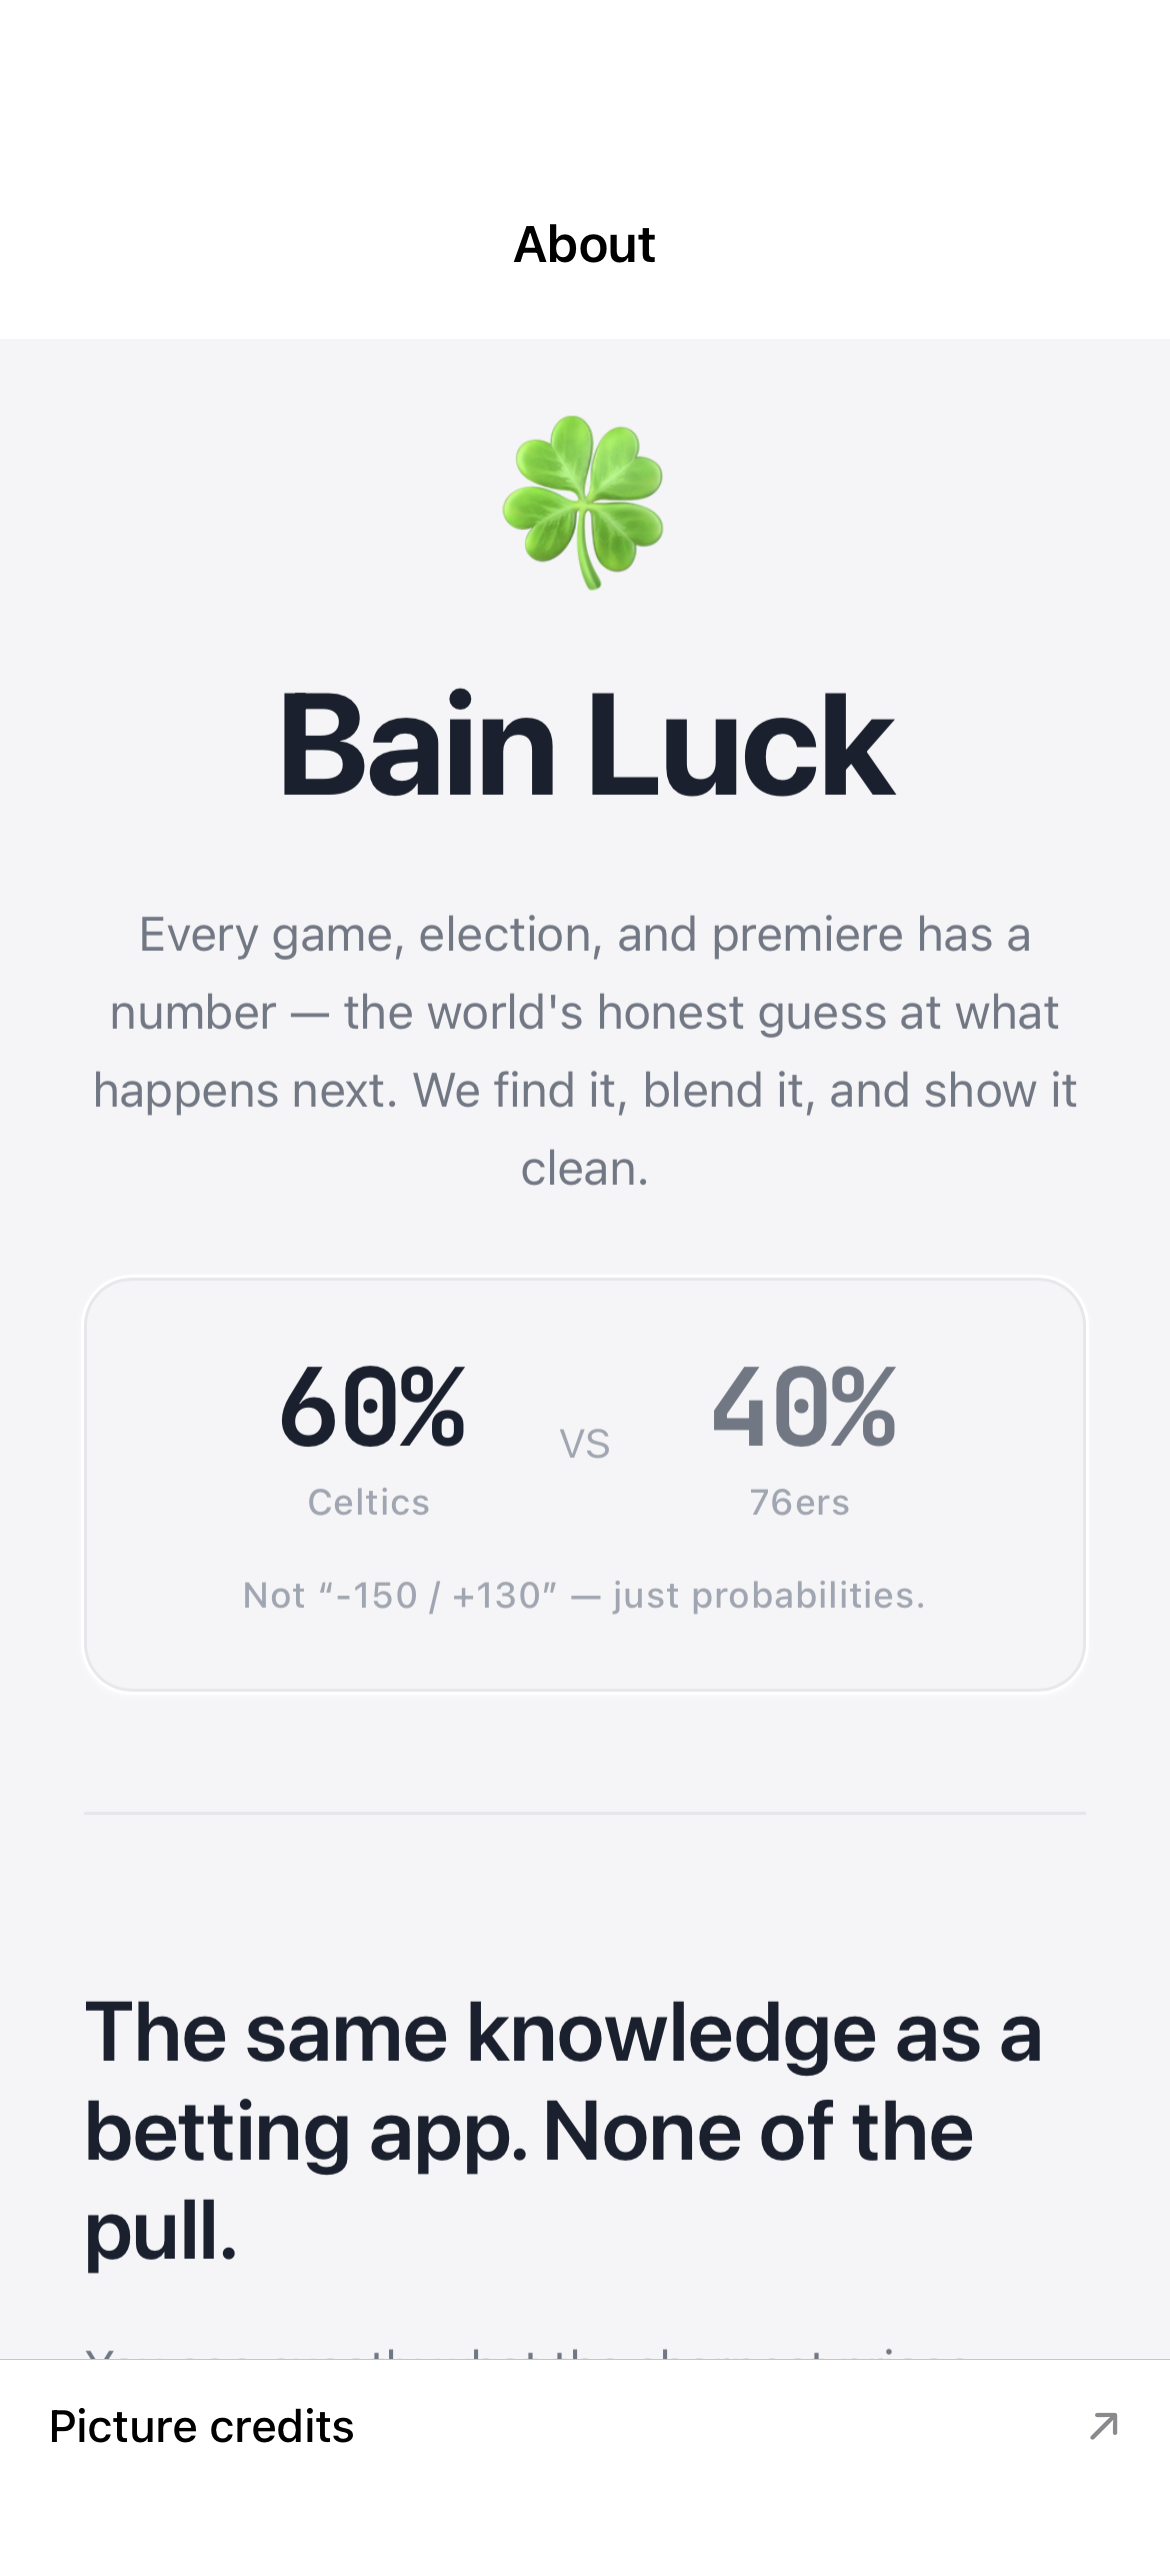 About
Bain Luck
Every game, election, and premiere has a
number — the world's honest guess at what
happens next. We find it, blend it, and show it
clean.
60% VS 40%
Celtics 76ers
Not “-150 / +130” — just probabilities.
The same knowledge as a
betting app. None of the
pull.
Picture credits